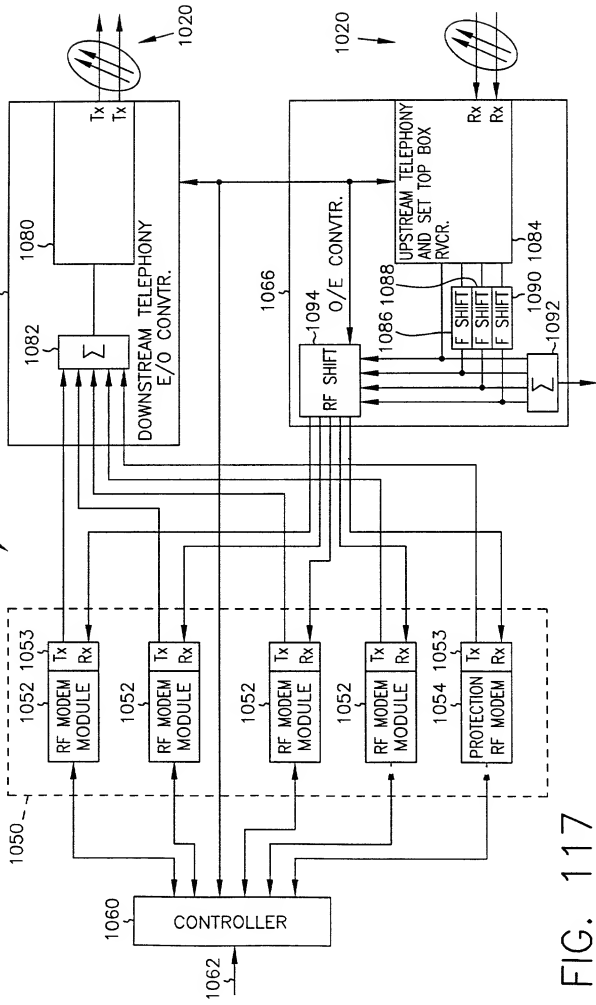 1020
Tx
Tx
1080
1082
Σ
DOWNSTREAM TELEPHONY
E/O CONVTR.
1020
Rx
Rx
UPSTREAM TELEPHONY
AND SET TOP BOX
RVCR.
1084
1066
O/E CONVTR.
1094
RF SHIFT
1086
1088
F SHIFT
F SHIFT
F SHIFT
1090
1092
Σ
1050
1052
1053
RF MODEM
MODULE
Tx
Rx
1052
RF MODEM
MODULE
Tx
Rx
1052
RF MODEM
MODULE
Tx
Rx
1052
RF MODEM
MODULE
Tx
Rx
1054
1053
PROTECTION
RF MODEM
Tx
Rx
1060
CONTROLLER
1062
FIG. 117